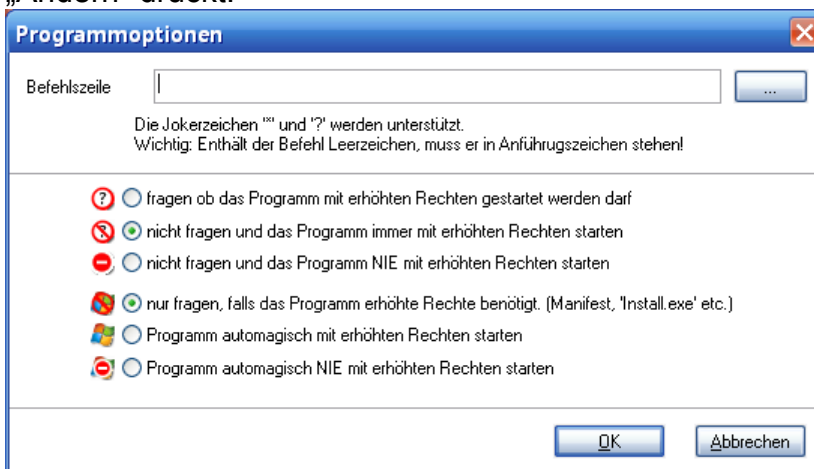 „Ändern“ drückt.
Programmoptionen
Befehlszeile
...
Die Jokerzeichen '*' und '?' werden unterstützt.
Wichtig: Enthält der Befehl Leerzeichen, muss er in Anführugszeichen stehen!
fragen ob das Programm mit erhöhten Rechten gestartet werden darf
nicht fragen und das Programm immer mit erhöhten Rechten starten
nicht fragen und das Programm NIE mit erhöhten Rechten starten
nur fragen, falls das Programm erhöhte Rechte benötigt. (Manifest, 'Install.exe' etc.)
Programm automagisch mit erhöhten Rechten starten
Programm automagisch NIE mit erhöhten Rechten starten
OK Abbrechen